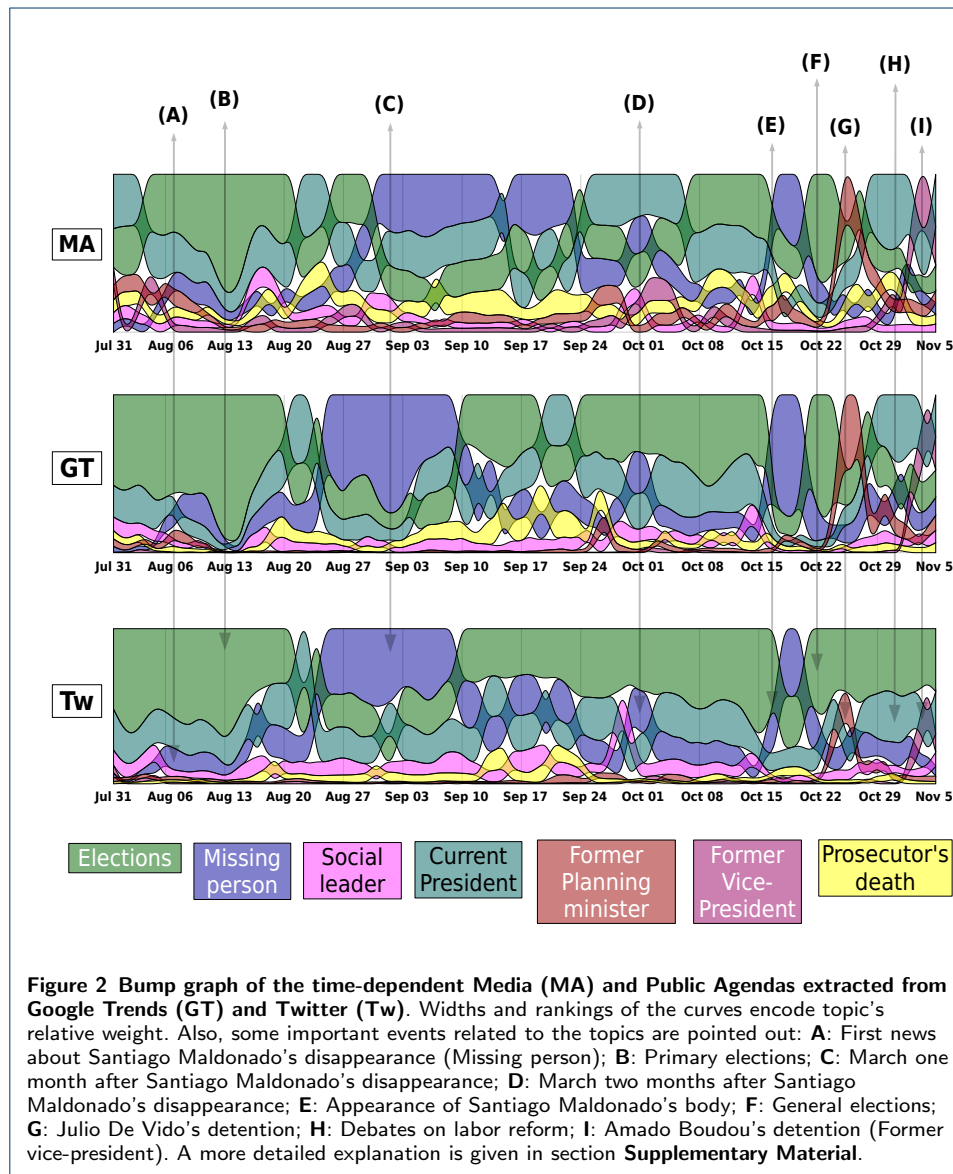 (F)
(H)
(B)
(C)
(D)
(A)
(E)
(G)
(I)
MA
Jul 31 Aug 06 Aug 13 Aug 20 Aug 27 Sep 03 Sep 10 Sep 17 Sep 24 Oct 01 Oct 08 Oct 15 Oct 22 Oct 29 Nov 5
GT
Jul 31 Aug 06 Aug 13 Aug 20 Aug 27 Sep 03 Sep 10 Sep 17 Sep 24 Oct 01 Oct 08 Oct 15 Oct 22 Oct 29 Nov 5
Tw
Jul 31 Aug 06 Aug 13 Aug 20 Aug 27 Sep 03 Sep 10 Sep 17 Sep 24 Oct 01 Oct 08 Oct 15 Oct 22 Oct 29 Nov 5
Elections
Missing
person
Social
leader
Current
President
Former
Planning
minister
Former
Vice-
President
Prosecutor's
death
Figure 2 Bump graph of the time-dependent Media (MA) and Public Agendas extracted from
Google Trends (GT) and Twitter (Tw). Widths and rankings of the curves encode topic's
relative weight. Also, some important events related to the topics are pointed out: A: First news
about Santiago Maldonado's disappearance (Missing person); B: Primary elections; C: March one
month after Santiago Maldonado's disappearance; D: March two months after Santiago
Maldonado's disappearance; E: Appearance of Santiago Maldonado's body; F: General elections;
G: Julio De Vido's detention; H: Debates on labor reform; I: Amado Boudou's detention (Former
vice-president). A more detailed explanation is given in section Supplementary Material.